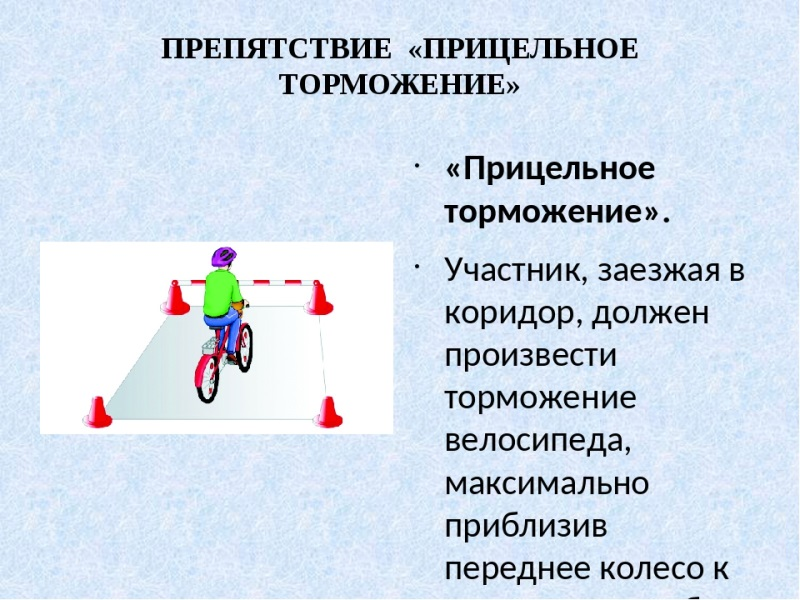 ПРЕПЯТСТВИЕ «ПРИЦЕЛЬНОЕ
ТОРМОЖЕНИЕ»
• «Прицельное
торможение».
• Участник, заезжая в
коридор, должен
произвести
торможение
велосипеда,
максимально
приблизив
переднее колесо к